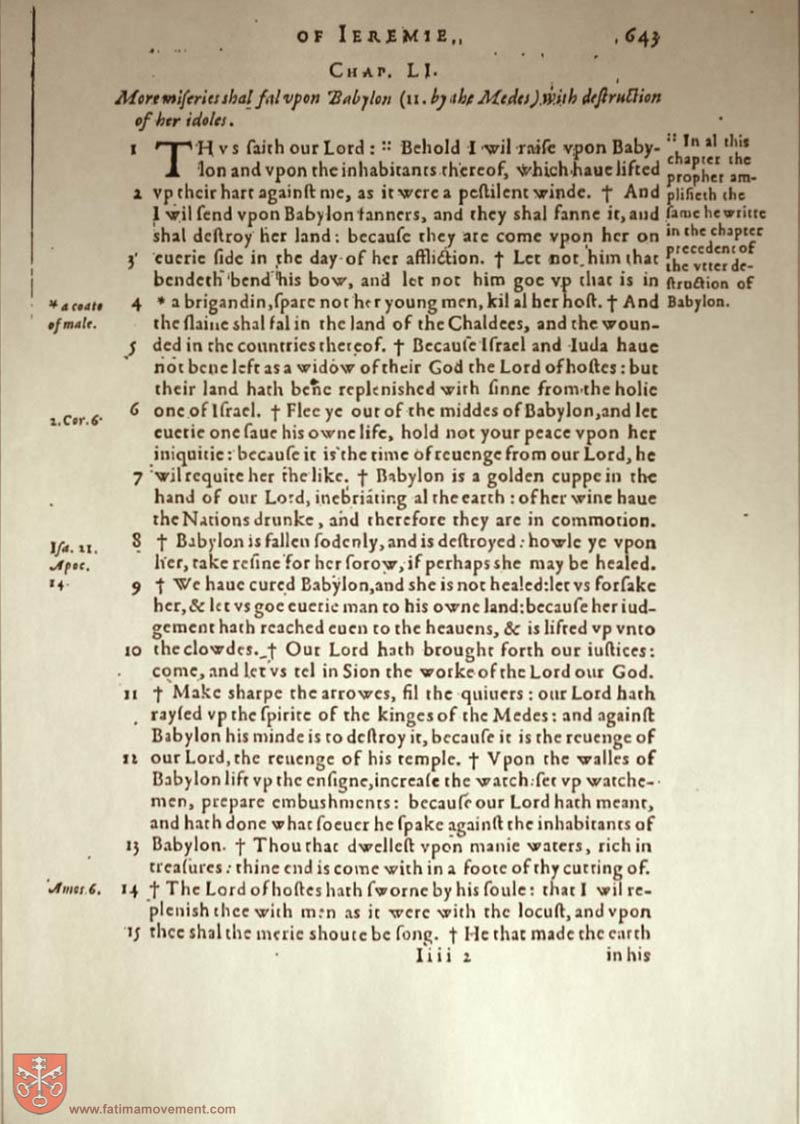 OF IEREMIE,, 643
CHAP. LI.
More miſeries shal fal vpon Babylon (11. by the Medes) with deſtruction
of her idoles.
1 THVS ſaith our Lord: :: Behold I wil raiſe vpon Baby-
lon and vpon the inhabitants thereof, which haue lifted
2 vp their hart againſt me, as it were a peſtilent winde. † And
I wil ſend vpon Babylon fanners, and they shal fanne it, and
shal deſtroy her land: becauſe they are come vpon her on
3 euerie ſide in the day of her affliction. † Let not him that
bendeth bend his bow, and let not him goe vp that is in
4 * a brigandin, ſpare not her young men, kil al her hoſt. † And
the ſlaine shal fal in the land of the Chaldees, and the woun-
5 ded in the countries thereof. † Becauſe Iſrael and Iuda haue
not bene left as a widow of their God the Lord of hoſtes: but
their land hath bene replenished with ſinne from the holie
6 one of Iſrael. † Flee ye out of the middes of Babylon, and let
euerie one ſaue his owne life, hold not your peace vpon her
iniquitie: becauſe it is the time of reuenge from our Lord, he
7 wil requite her the like. † Babylon is a golden cuppe in the
hand of our Lord, inebriáting al the earth: of her wine haue
the Nations drunke, and therefore they are in commotion.
8 † Babylon is fallen ſodenly, and is deſtroyed: howle ye vpon
her, take reſine for her ſorow, if perhaps she may be healed.
9 † We haue cured Babylon, and she is not healed: let vs forſake
her, & let vs goe euerie man to his owne land: becauſe her iud-
gement hath reached euen to the heauens, & is lifted vp vnto
10 the clowdes. † Our Lord hath brought forth our iuſtices:
come, and let vs tel in Sion the worke of the Lord our God.
11 † Make sharpe the arrowes, fil the quiuers: our Lord hath
rayſed vp the ſpirite of the kinges of the Medes: and againſt
Babylon his minde is to deſtroy it, becauſe it is the reuenge of
12 our Lord, the reuenge of his temple. † Vpon the walles of
Babylon lift vp the enſigne, increaſe the watch: ſet vp watche-
men, prepare embushments: becauſe our Lord hath meant,
and hath done what ſoeuer he ſpake againſt the inhabitants of
13 Babylon. † Thou that dwelleſt vpon manie waters, rich in
treaſures: thine end is come with in a foote of thy cutting of.
14 † The Lord of hoſtes hath ſworne by his ſoule: that I wil re-
plenish thee with men as it were with the locuſt, and vpon
15 thee shal the merie shoute be ſong. † He that made the earth
Iiii 2 in his
:: In al this
chapter the
prophet am-
plifieth the
ſame he writte
in the chapter
precedent of
the vtter de-
ſtruction of
Babylon.
* a coate
of male.
2. Cor. 6.
Iſa. 21.
Apoc.
14.
Amos 6.
www.fatimamovement.com